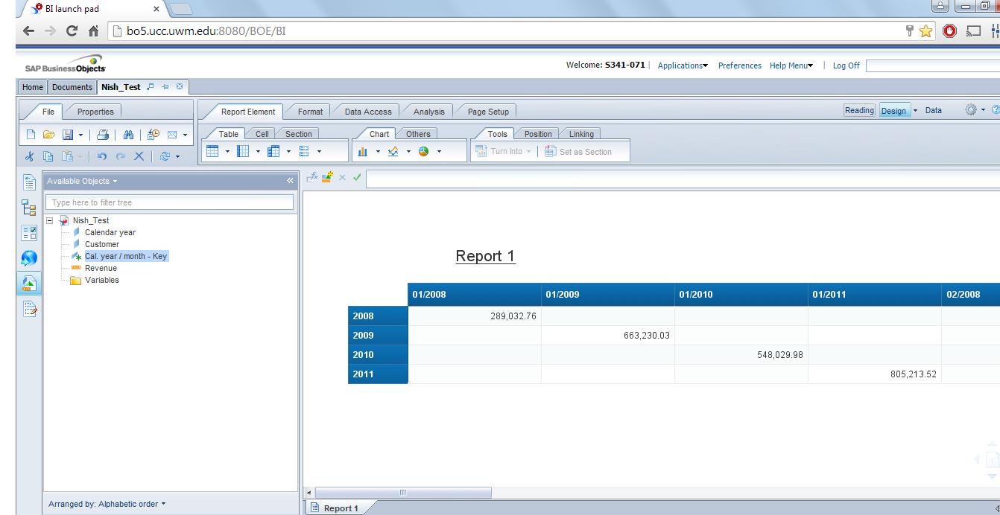 BI launch pad
bo5.ucc.uwm.edu:8080/BOE/BI
SAP BusinessObjects
Welcome: S341-071 | Applications Preferences Help Menu | Log Off
Home Documents Nish_Test
File Properties Report Element Format Data Access Analysis Page Setup Reading Design Data
Table Cell Section Chart Others Tools Position Linking
Turn Into Set as Section
Available Objects
Type here to filter tree
Nish_Test
Calendar year
Customer
Cal. year / month - Key
Revenue
Variables
Report 1
01/2008 01/2009 01/2010 01/2011 02/2008
2008 289,032.76
2009 663,230.03
2010 548,029.98
2011 805,213.52
1
Arranged by: Alphabetic order
Report 1